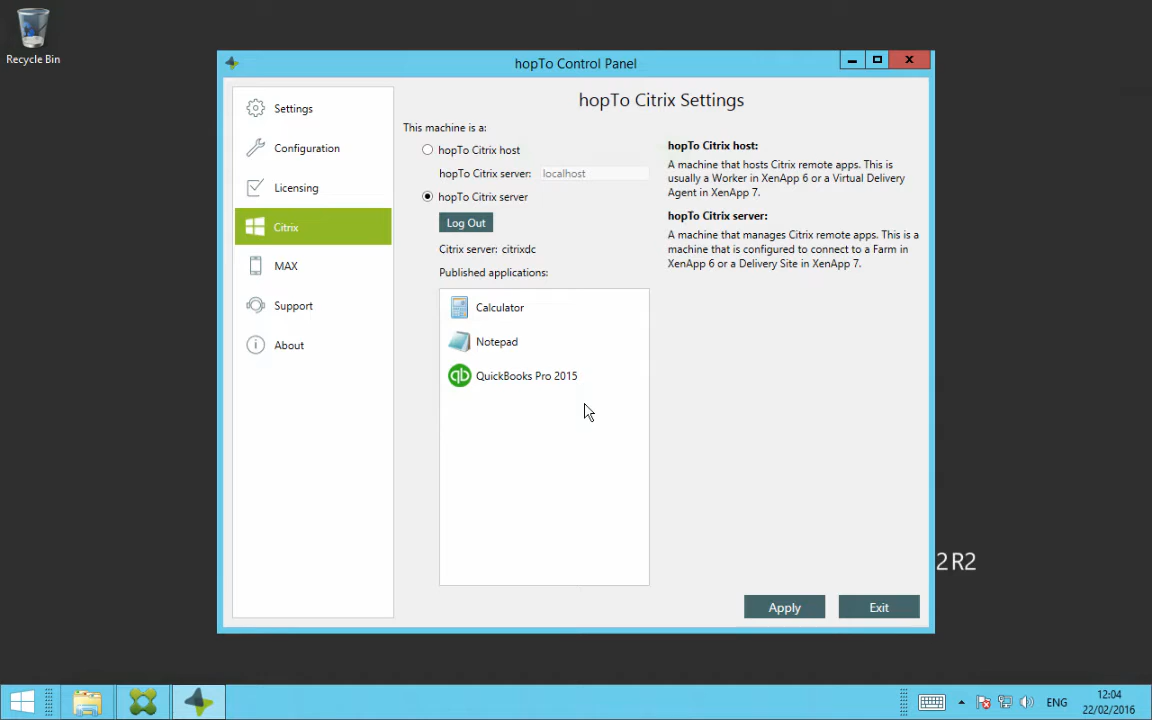 Recycle Bin
hopTo Control Panel
Settings
Configuration
Licensing
Citrix
MAX
Support
About
hopTo Citrix Settings
This machine is a:
hopTo Citrix host
hopTo Citrix server: localhost
hopTo Citrix server
Log Out
Citrix server: citrixdc
Published applications:
Calculator
Notepad
qb QuickBooks Pro 2015
hopTo Citrix host:
A machine that hosts Citrix remote apps. This is
usually a Worker in XenApp 6 or a Virtual Delivery
Agent in XenApp 7.
hopTo Citrix server:
A machine that manages Citrix remote apps. This is a
machine that is configured to connect to a Farm in
XenApp 6 or a Delivery Site in XenApp 7.
Apply
Exit
2 R2
ENG
12:04
22/02/2016